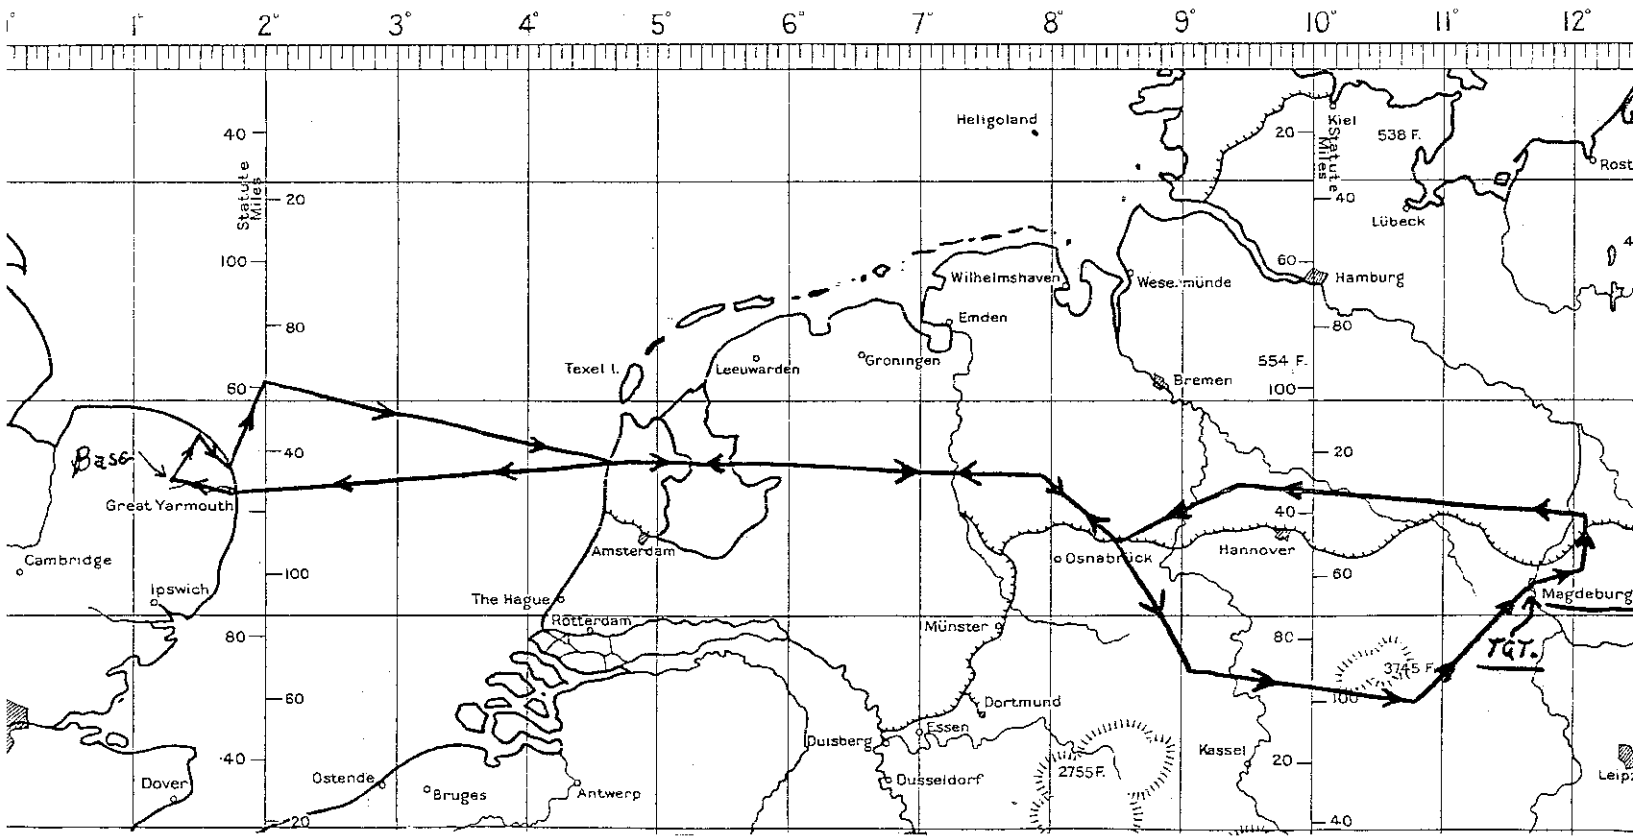 1° 2° 3° 4° 5° 6° 7° 8° 9° 10° 11° 12°
Heligoland
Kiel
538 F.
Rost
40
20
Statute Miles
Statute Miles
20
40
Lübeck
100
60
Wilhelmshaven
Wesermünde
Hamburg
80
Emden
80
Texel I.
Leeuwarden
Groningen
554 F.
60
Bremen
100
Base
40
20
Great Yarmouth
40
Amsterdam
Osnabrück
Hannover
Cambridge
100
60
Ipswich
The Hague
Magdeburg
Rotterdam
Münster
80
80
TGT.
3745 F.
60
Dortmund
100
Essen
Duisberg
Kassel
40
20
Dover
Ostende
Bruges
Antwerp
Dusseldorf
2755 F.
Leipz
20
40